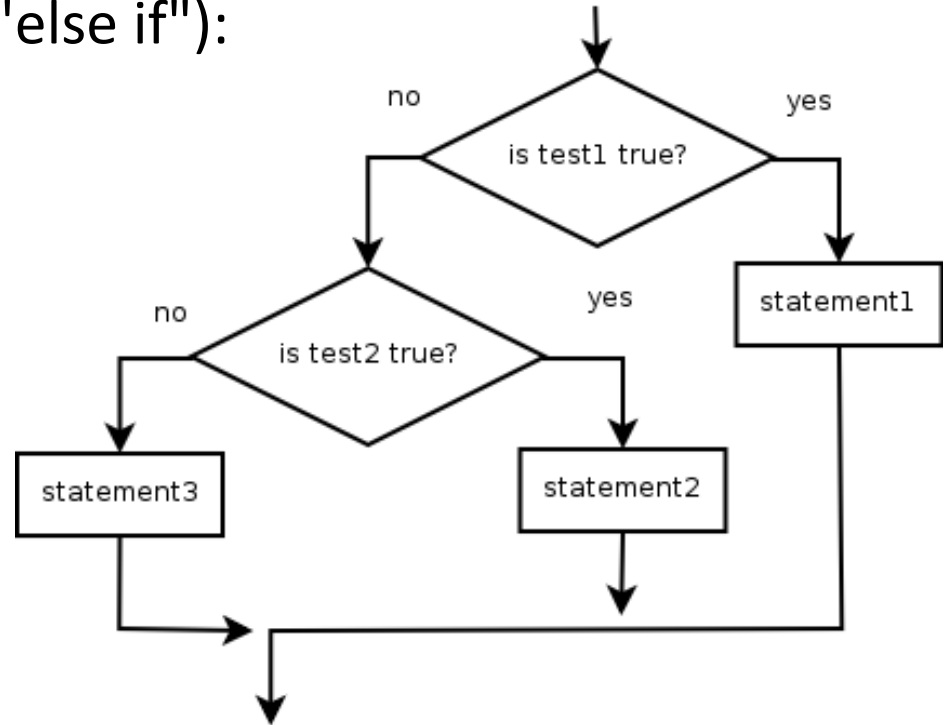 "else if"):
no
yes
is test1 true?
no
yes
statement1
is test2 true?
statement3
statement2